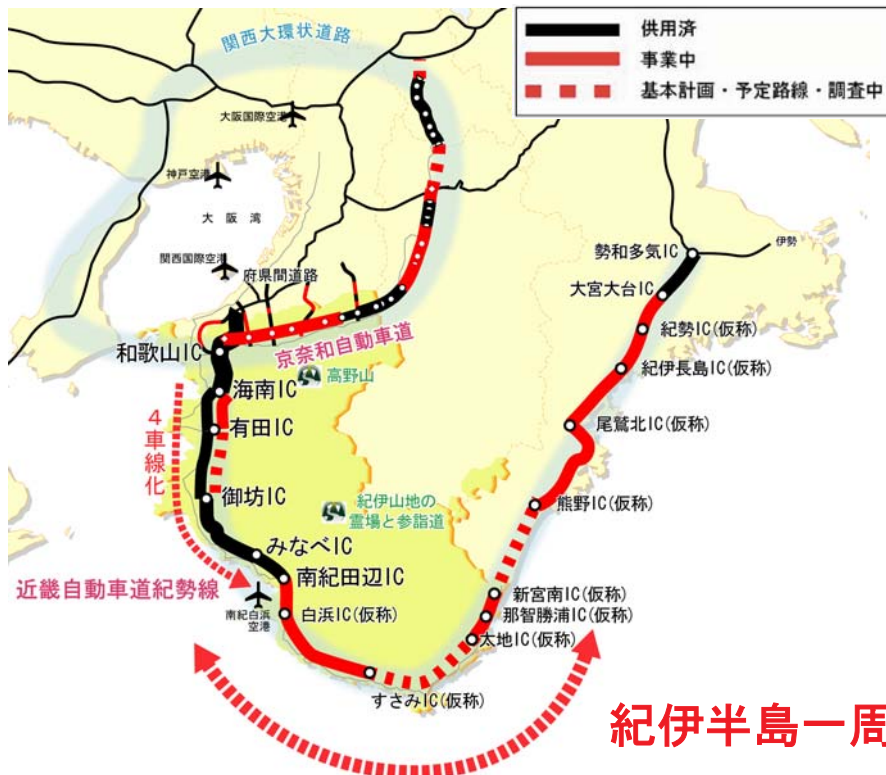 供用済
事業中
基本計画・予定路線・調査中
関西大環状道路
大阪国際空港
神戸空港
大阪湾
関西国際空港
府県間道路
伊勢
勢和多気IC
大宮大台IC
紀勢IC(仮称)
紀伊長島IC(仮称)
和歌山IC
京奈和自動車道
高野山
海南IC
4車線化
有田IC
尾鷲北IC(仮称)
御坊IC
紀伊山地の
霊場と参詣道
熊野IC(仮称)
みなべIC
南紀田辺IC
近畿自動車道紀勢線
南紀白浜
空港
白浜IC(仮称)
新宮南IC(仮称)
那智勝浦IC(仮称)
太地IC(仮称)
すさみIC(仮称)
紀伊半島一周